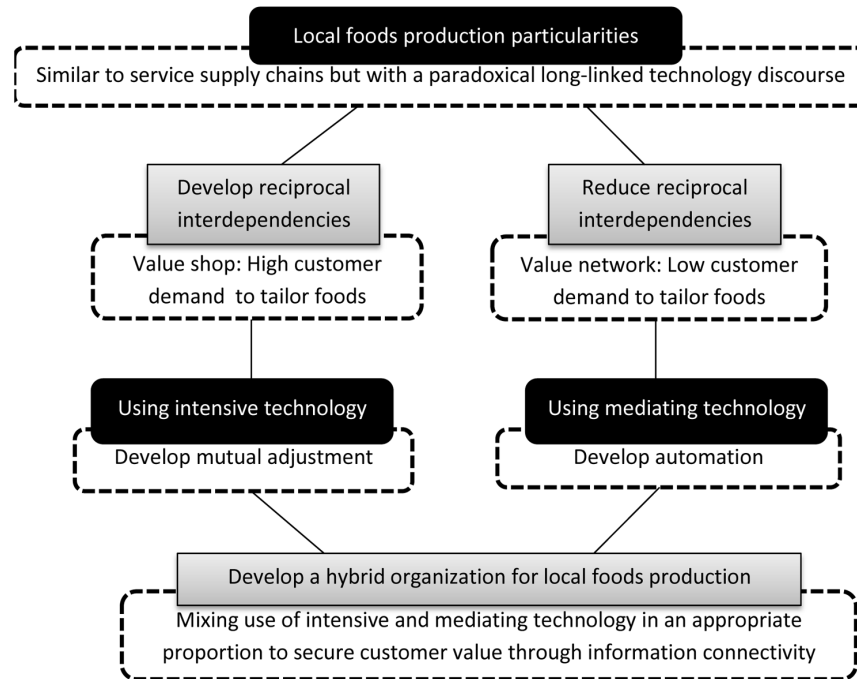 Local foods production particularities
Similar to service supply chains but with a paradoxical long-linked technology discourse
Develop reciprocal
interdependencies
Value shop: High customer
demand to tailor foods
Reduce reciprocal
interdependencies
Value network: Low customer
demand to tailor foods
Using intensive technology
Develop mutual adjustment
Using mediating technology
Develop automation
Develop a hybrid organization for local foods production
Mixing use of intensive and mediating technology in an appropriate
proportion to secure customer value through information connectivity